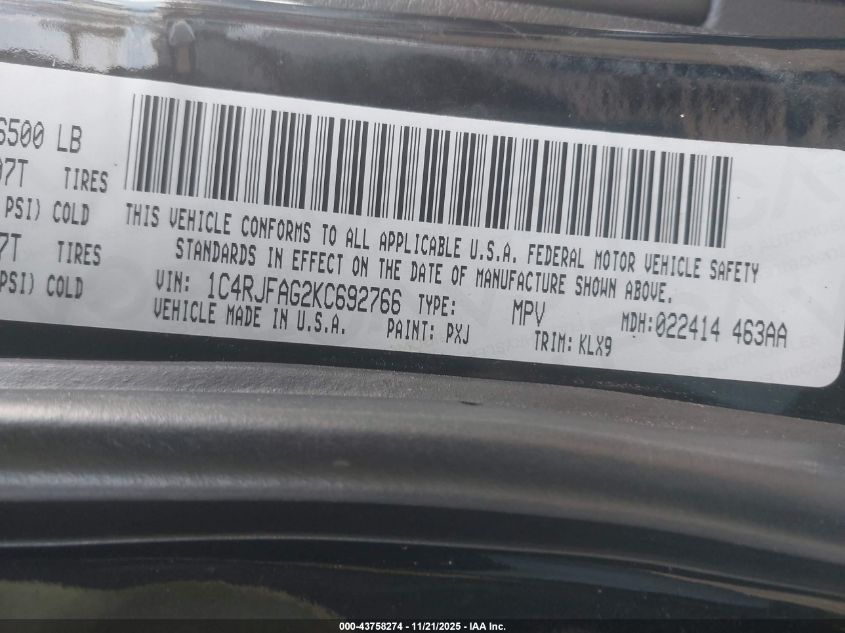 6500 LB
97T TIRES
PSI) COLD
7T TIRES
PSI) COLD
THIS VEHICLE CONFORMS TO ALL APPLICABLE U.S.A. FEDERAL MOTOR VEHICLE SAFETY
STANDARDS IN EFFECT ON THE DATE OF MANUFACTURE SHOWN ABOVE.
VIN: 1C4RJFAG2KC692766 TYPE: MPV MDH:022414 463AA
VEHICLE MADE IN U.S.A. PAINT: PXJ TRIM: KLX9
000-43758274 - 11/21/2025 - IAA Inc.